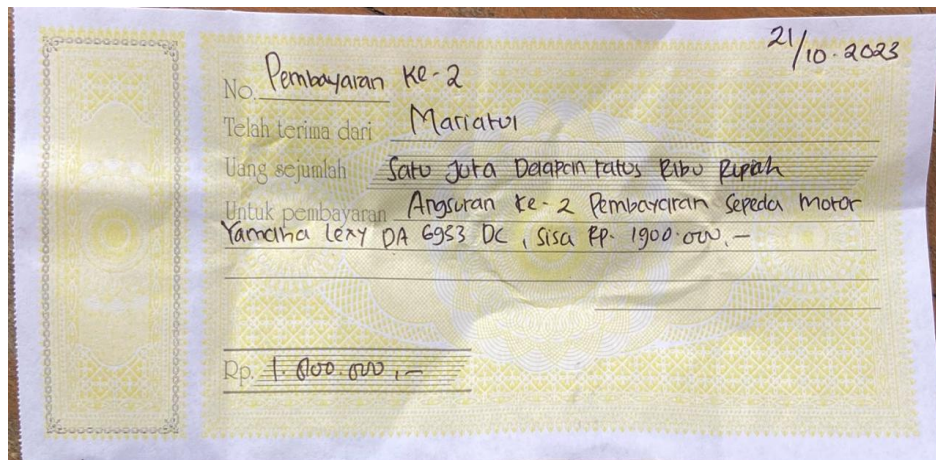 21/10.2023
No. Pembayaran Ke-2
Telah terima dari Mariatul
Uang sejumlah Satu Juta Delapan ratus Ribu Rupiah
Untuk pembayaran Angsuran Ke-2 Pembayaran Sepeda Motor
Yamaha Lexy DA 6953 DC, Sisa Rp. 1900.000,-
Rp. 1.800.000,-